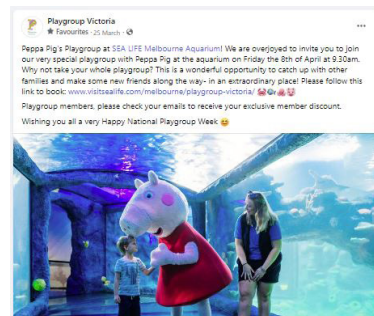 Playgroup Victoria
Favourites · 25 March ·
Peppa Pig's Playgroup at SEA LIFE Melbourne Aquarium! We are overjoyed to invite you to join
our very special playgroup with Peppa Pig at the aquarium on Friday the 8th of April at 9.30am.
Why not take your whole playgroup? This is a wonderful opportunity to catch up with other
families and make some new friends along the way- in an extraordinary place! Please follow this
link to book: www.visitsealife.com/melbourne/playgroup-victoria/
Playgroup members, please check your emails to receive your exclusive member discount.
Wishing you all a very Happy National Playgroup Week 😊